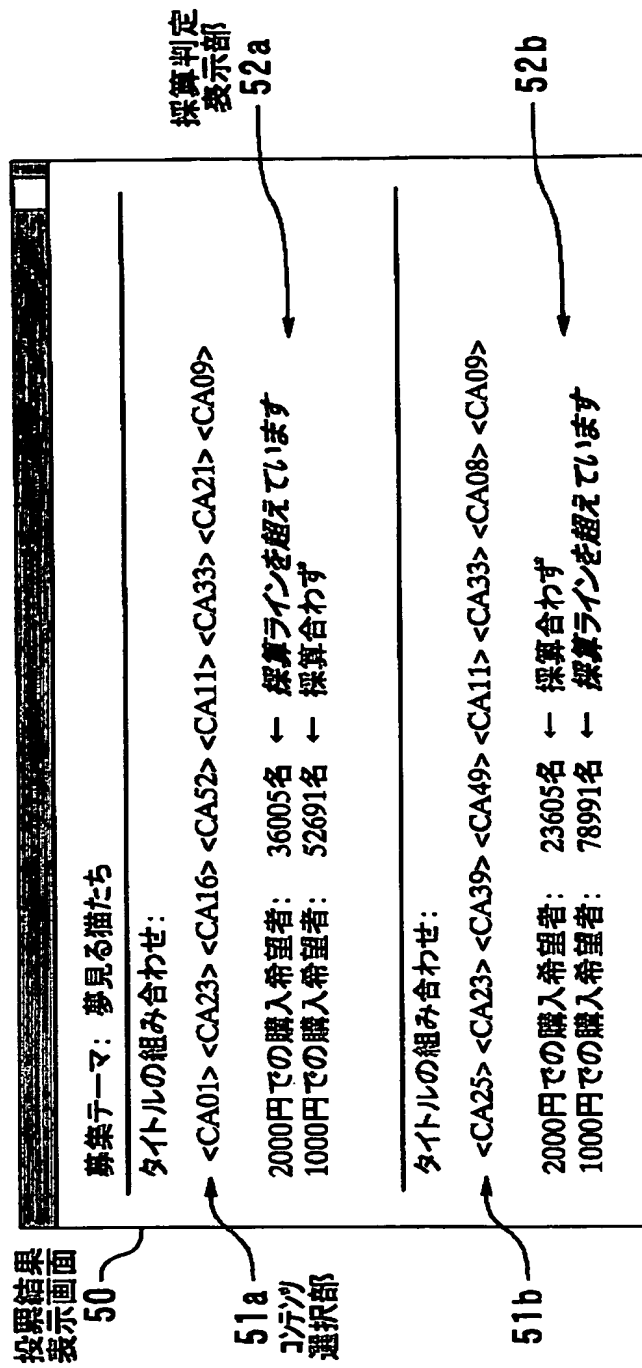 投票結果
表示画面
50
募集テーマ: 夢見る猫たち
タイトルの組み合わせ:
<CA01> <CA23> <CA16> <CA52> <CA11> <CA33> <CA21> <CA09>
51a
コンテンツ
選択部
2000円での購入希望者: 36005名 ← 採算ラインを超えています
1000円での購入希望者: 52691名 ← 採算合わず
採算判定
表示部
52a
タイトルの組み合わせ:
<CA25> <CA23> <CA39> <CA49> <CA11> <CA33> <CA08> <CA09>
51b
2000円での購入希望者: 23605名 ← 採算合わず
1000円での購入希望者: 78991名 ← 採算ラインを超えています
52b